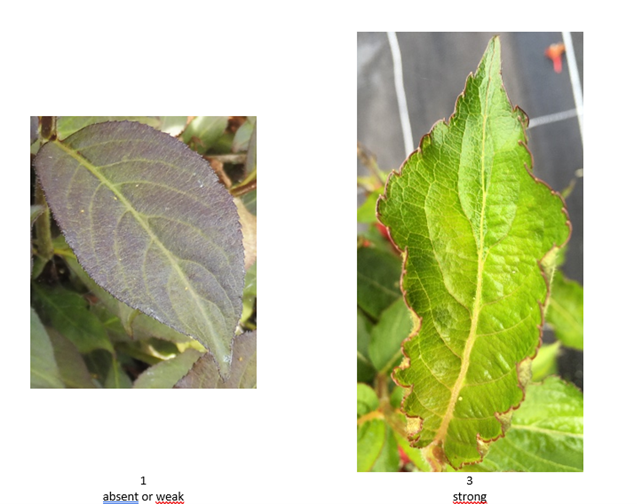 1
absent or weak
3
strong